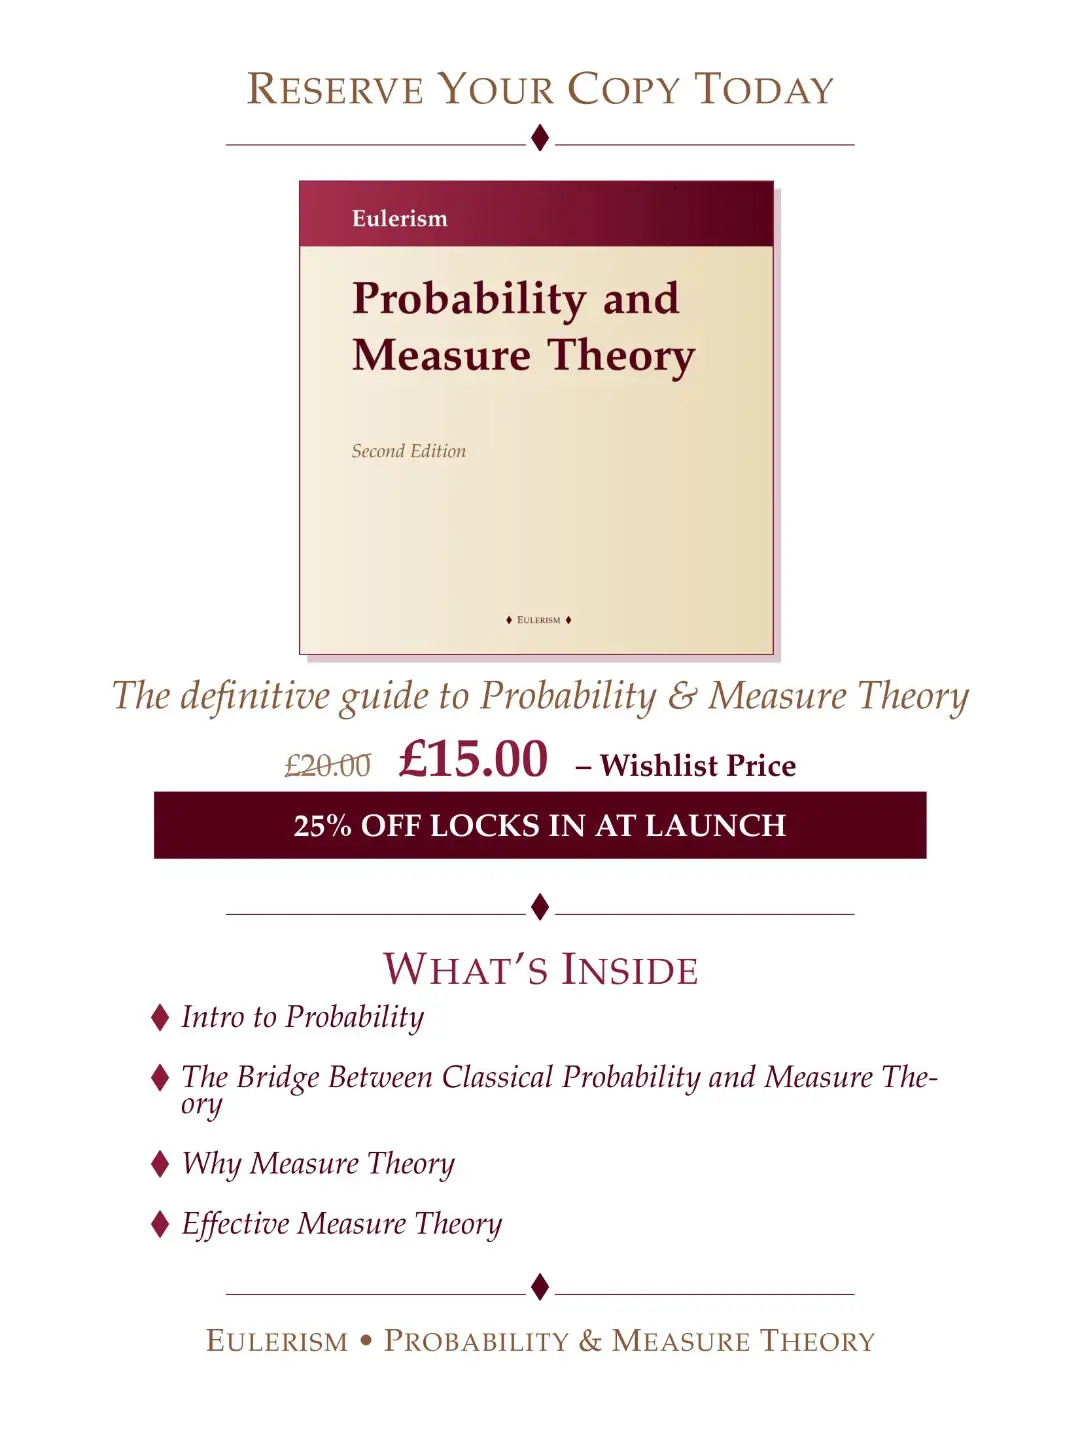 Reserve Your Copy Today
Eulerism
Probability and
Measure Theory
Second Edition
♦ Eulerism ♦
The definitive guide to Probability & Measure Theory
£20.00 £15.00 – Wishlist Price
25% OFF LOCKS IN AT LAUNCH
What's Inside
♦ Intro to Probability
♦ The Bridge Between Classical Probability and Measure The-
ory
♦ Why Measure Theory
♦ Effective Measure Theory
Eulerism • Probability & Measure Theory